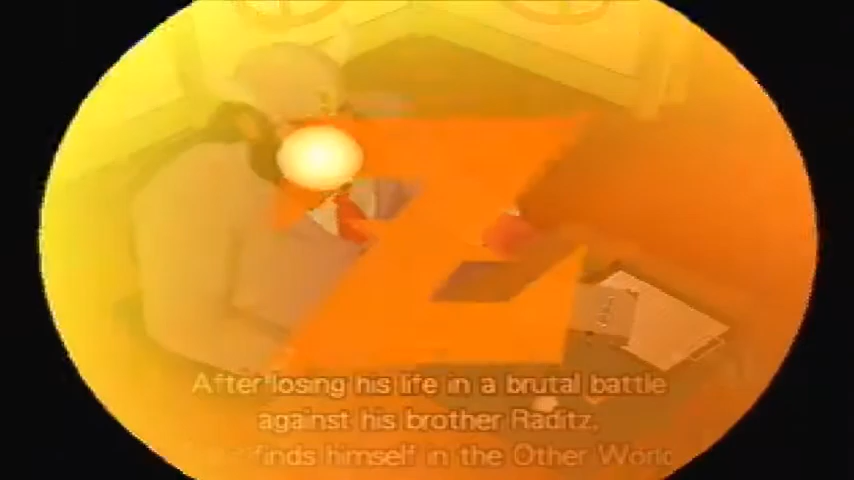 Z
After losing his life in a brutal battle
against his brother Raditz,
finds himself in the Other World